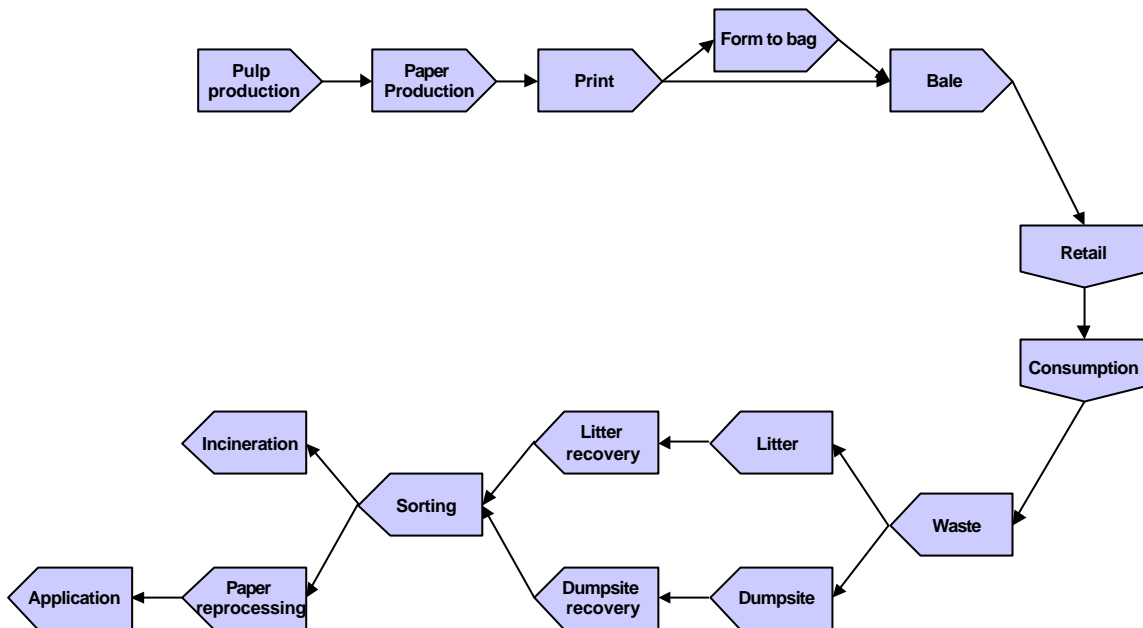 Form to bag
Pulp
production
Paper
Production
Print
Bale
Retail
Consumption
Incineration
Litter
recovery
Litter
Sorting
Waste
Application
Paper
reprocessing
Dumpsite
recovery
Dumpsite